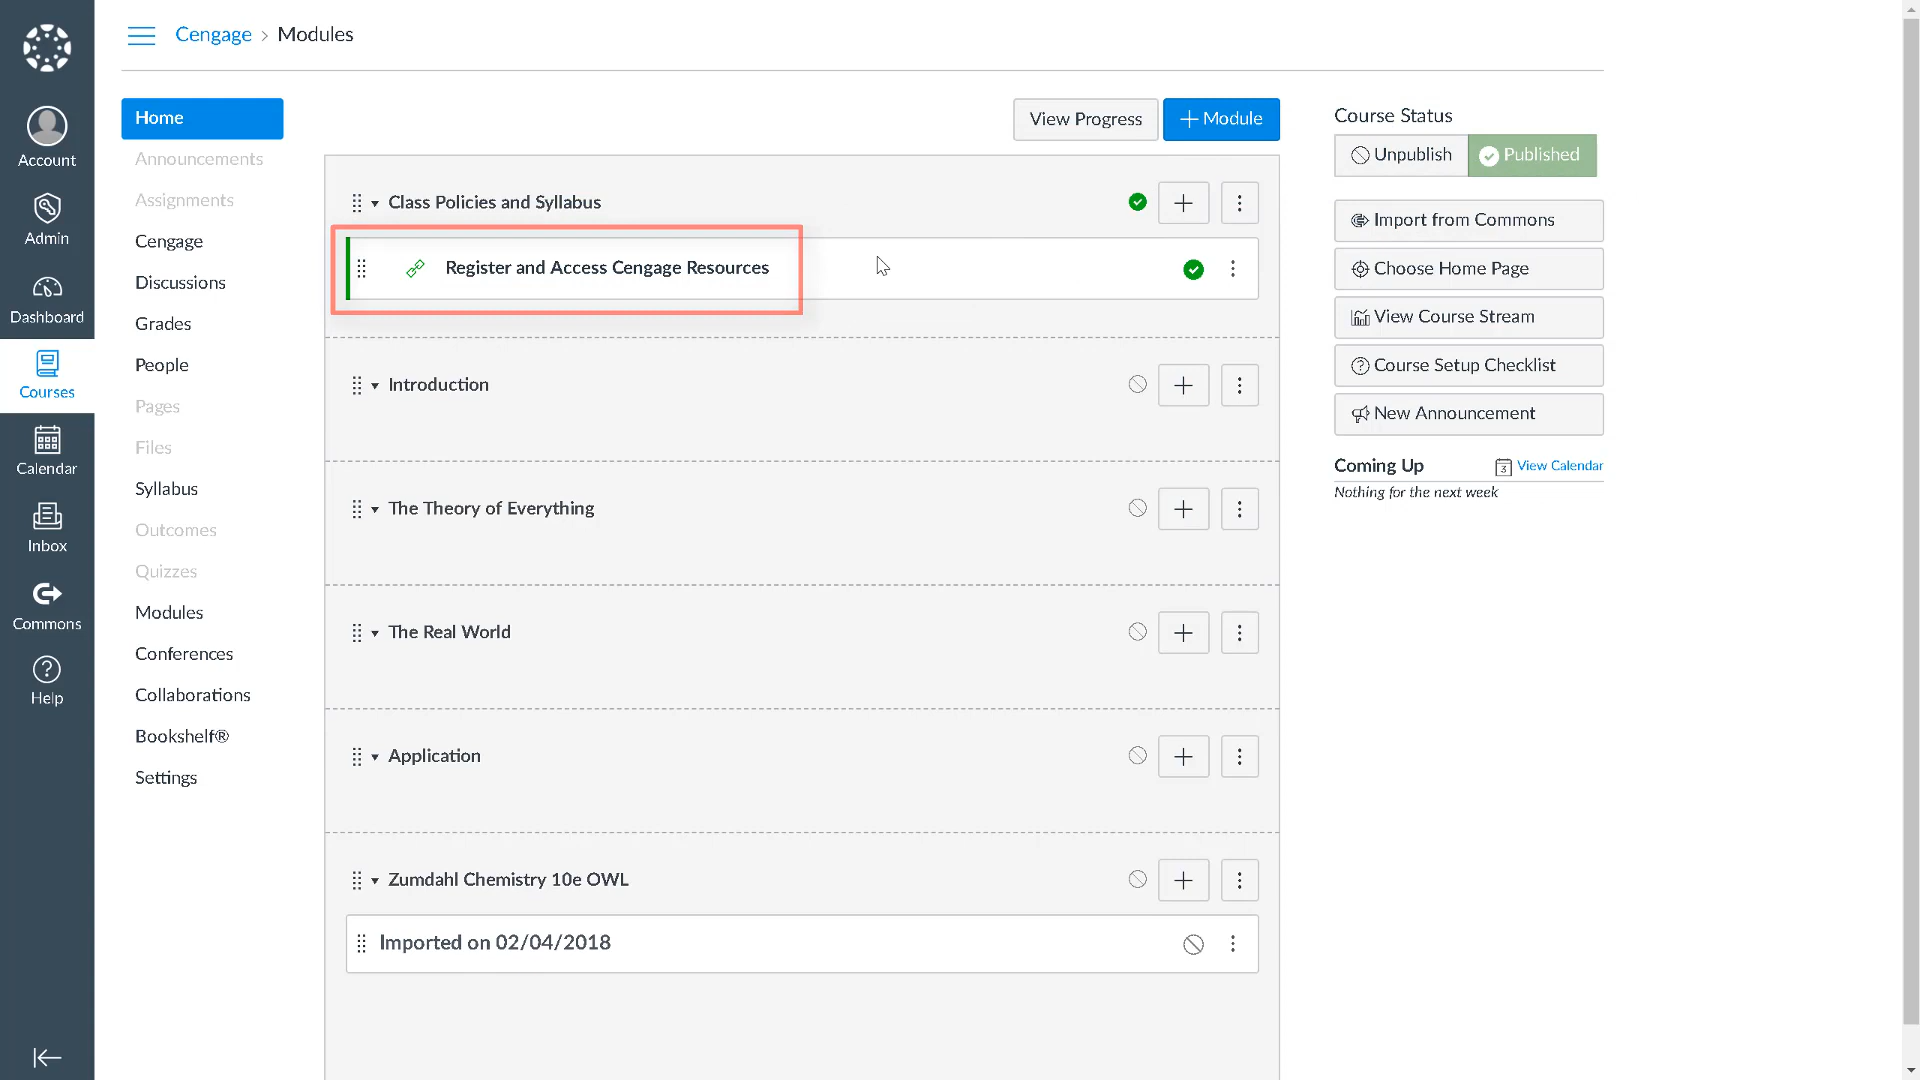 Cengage > Modules
Account
Admin
Dashboard
Courses
Calendar
Inbox
Commons
Help
Home
Announcements
Assignments
Cengage
Discussions
Grades
People
Pages
Files
Syllabus
Outcomes
Quizzes
Modules
Conferences
Collaborations
Bookshelf®
Settings
View Progress
+ Module
Class Policies and Syllabus
Register and Access Cengage Resources
Introduction
The Theory of Everything
The Real World
Application
Zumdahl Chemistry 10e OWL
Imported on 02/04/2018
Course Status
Unpublish
Published
Import from Commons
Choose Home Page
View Course Stream
Course Setup Checklist
New Announcement
Coming Up
3 View Calendar
Nothing for the next week